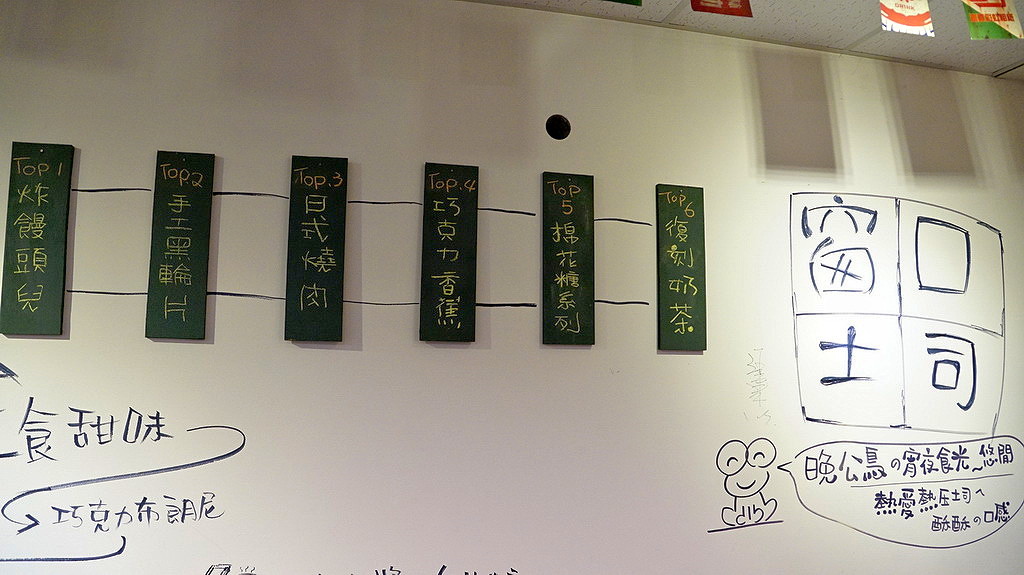 DRINK
Top.1
炸饅頭兒
Top.2
手工黑輪片
Top.3
日式燒肉
Top.4
巧克力香蕉
Top
5
棉花糖系列
Top
6
復刻奶茶
窗口
土司
食甜味
巧克力布朗尼
晚公鳥の宵夜食光~悠閒
熱愛熱压土司へ
酥酥の口感